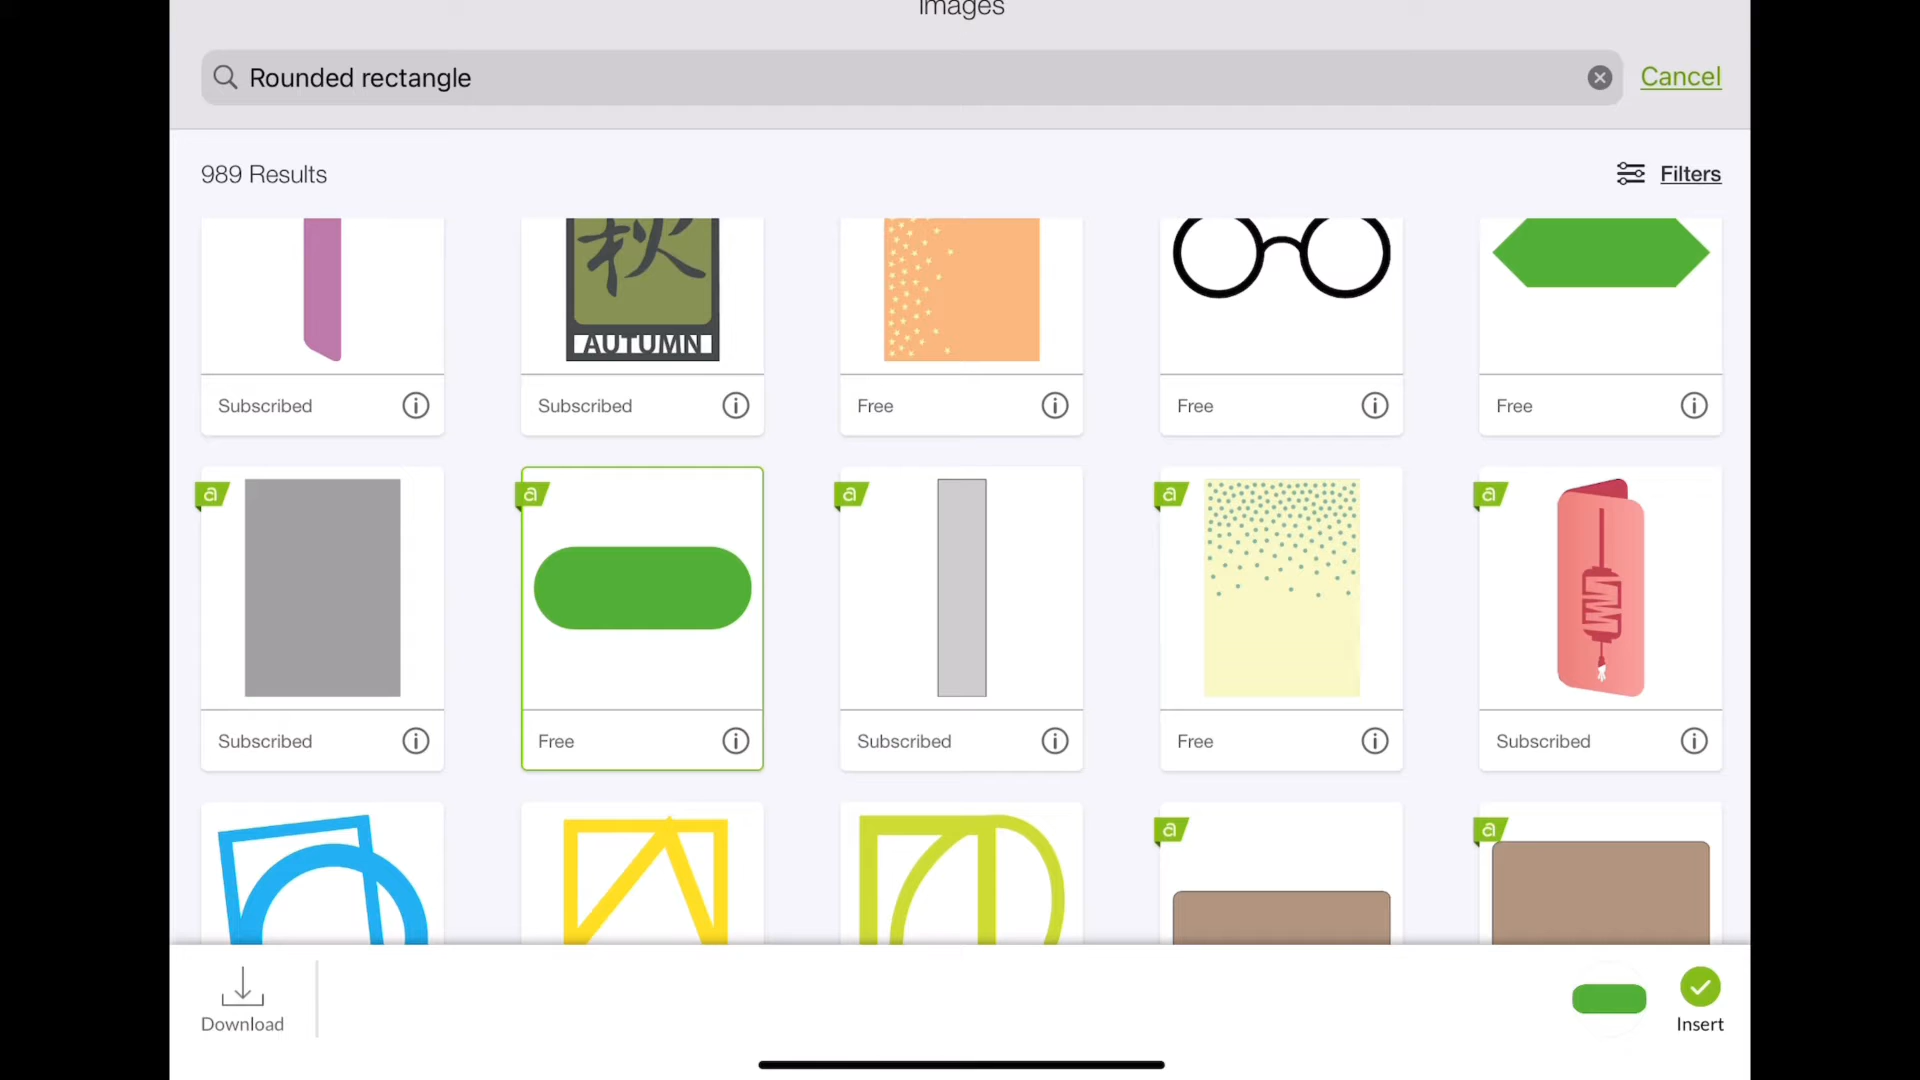 Images
Rounded rectangle
Cancel
989 Results
Filters
秋
AUTUMN
Subscribed
Subscribed
Free
Free
Free
a
a
a
a
a
Subscribed
Free
Subscribed
Free
Subscribed
a
a
Download
Insert